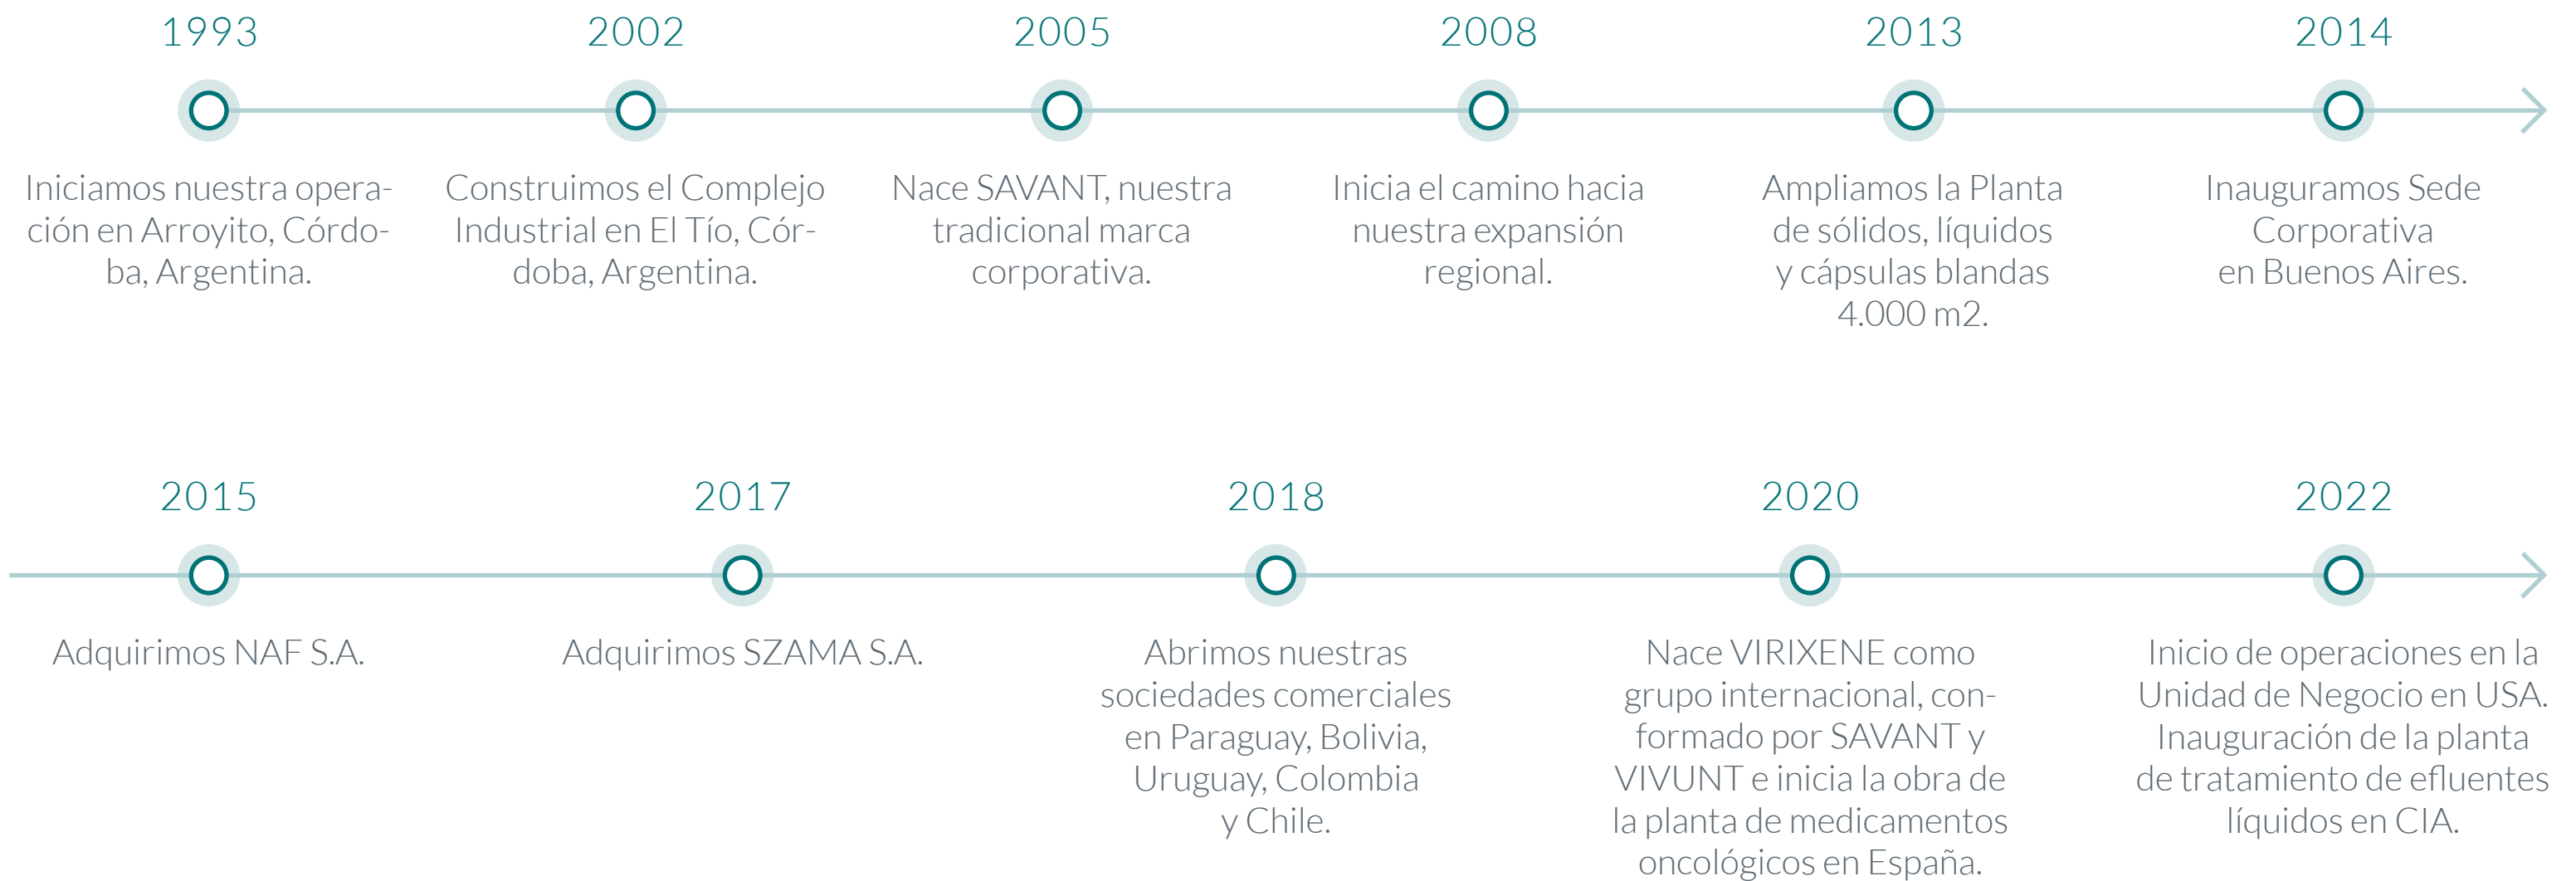 1993
Iniciamos nuestra opera-
ción en Arroyito, Córdo-
ba, Argentina.
2002
Construimos el Complejo
Industrial en El Tío, Cór-
doba, Argentina.
2005
Nace SAVANT, nuestra
tradicional marca
corporativa.
2008
Inicia el camino hacia
nuestra expansión
regional.
2013
Ampliamos la Planta
de sólidos, líquidos
y cápsulas blandas
4.000 m2.
2014
Inauguramos Sede
Corporativa
en Buenos Aires.
2015
Adquirimos NAF S.A.
2017
Adquirimos SZAMA S.A.
2018
Abrimos nuestras
sociedades comerciales
en Paraguay, Bolivia,
Uruguay, Colombia
y Chile.
2020
Nace VIRIXENE como
grupo internacional, con-
formado por SAVANT y
VIVUNT e inicia la obra de
la planta de medicamentos
oncológicos en España.
2022
Inicio de operaciones en la
Unidad de Negocio en USA.
Inauguración de la planta
de tratamiento de efluentes
líquidos en CIA.